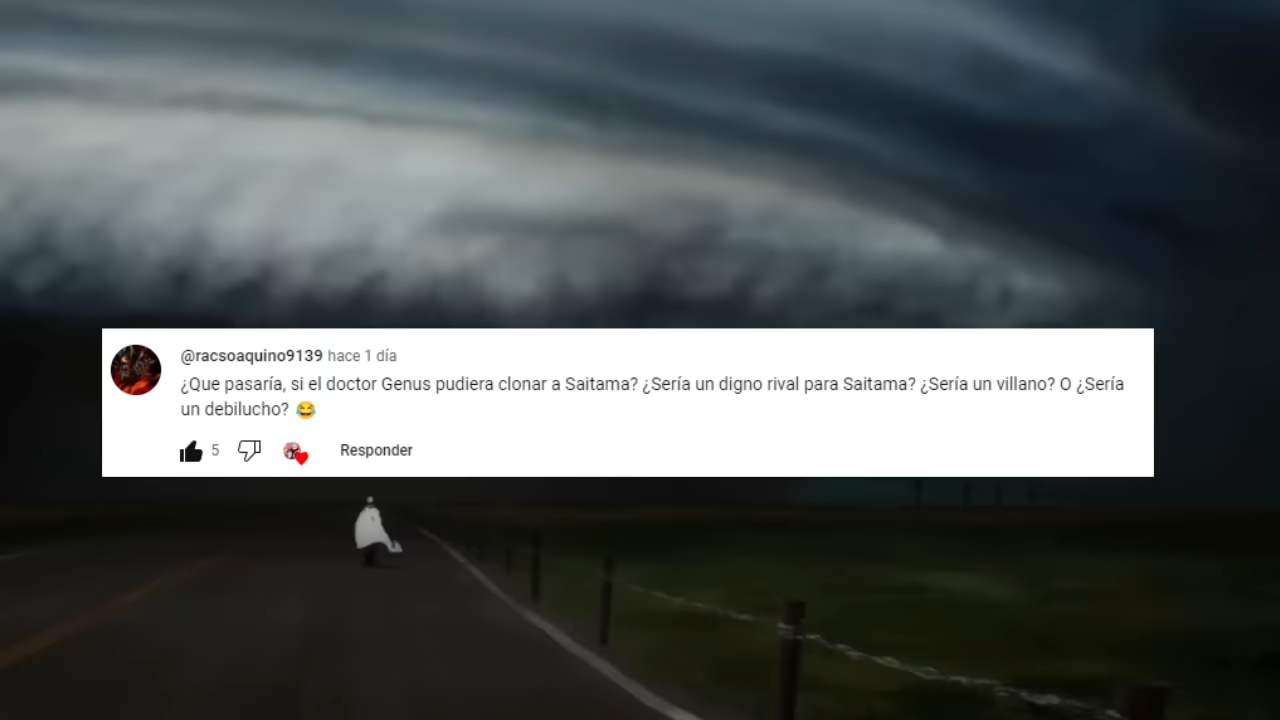 @racsoaquino9139 hace 1 día
¿Que pasaría, si el doctor Genus pudiera clonar a Saitama? ¿Sería un digno rival para Saitama? ¿Sería un villano? O ¿Sería
un debilucho? 😂
5 Responder